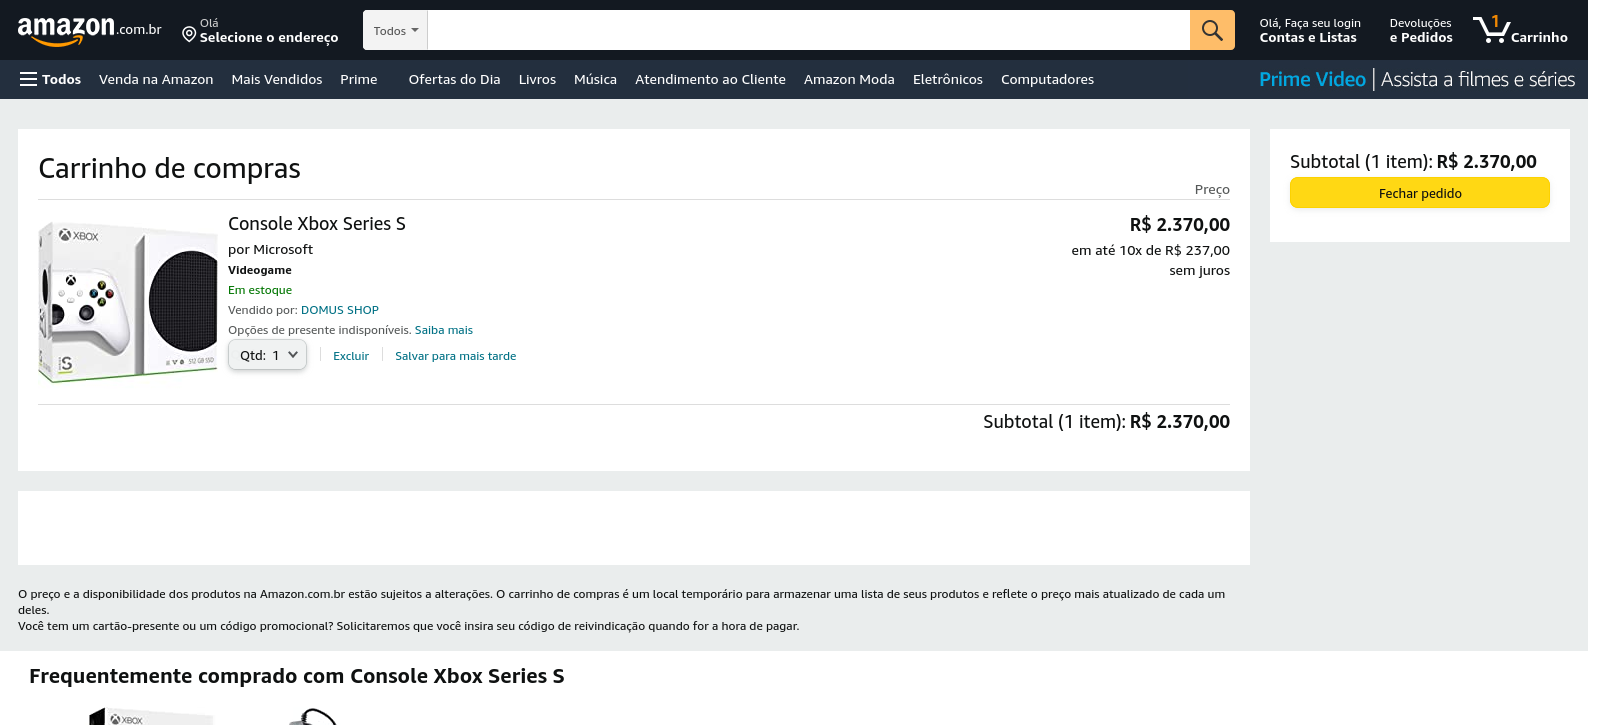 amazon.com.br
Olá
Selecione o endereço
Todos
Olá, Faça seu login
Contas e Listas
Devoluções
e Pedidos
1
Carrinho
Todos Venda na Amazon Mais Vendidos Prime Ofertas do Dia Livros Música Atendimento ao Cliente Amazon Moda Eletrônicos Computadores
Prime Video | Assista a filmes e séries
Carrinho de compras
Preço
XBOX
S
512 GB SSD
Console Xbox Series S
R$ 2.370,00
por Microsoft
em até 10x de R$ 237,00
sem juros
Videogame
Em estoque
Vendido por: DOMUS SHOP
Opções de presente indisponíveis. Saiba mais
Qtd: 1
Excluir
Salvar para mais tarde
Subtotal (1 item): R$ 2.370,00
Subtotal (1 item): R$ 2.370,00
Fechar pedido
O preço e a disponibilidade dos produtos na Amazon.com.br estão sujeitos a alterações. O carrinho de compras é um local temporário para armazenar uma lista de seus produtos e reflete o preço mais atualizado de cada um
deles.
Você tem um cartão-presente ou um código promocional? Solicitaremos que você insira seu código de reivindicação quando for a hora de pagar.
Frequentemente comprado com Console Xbox Series S
XBOX